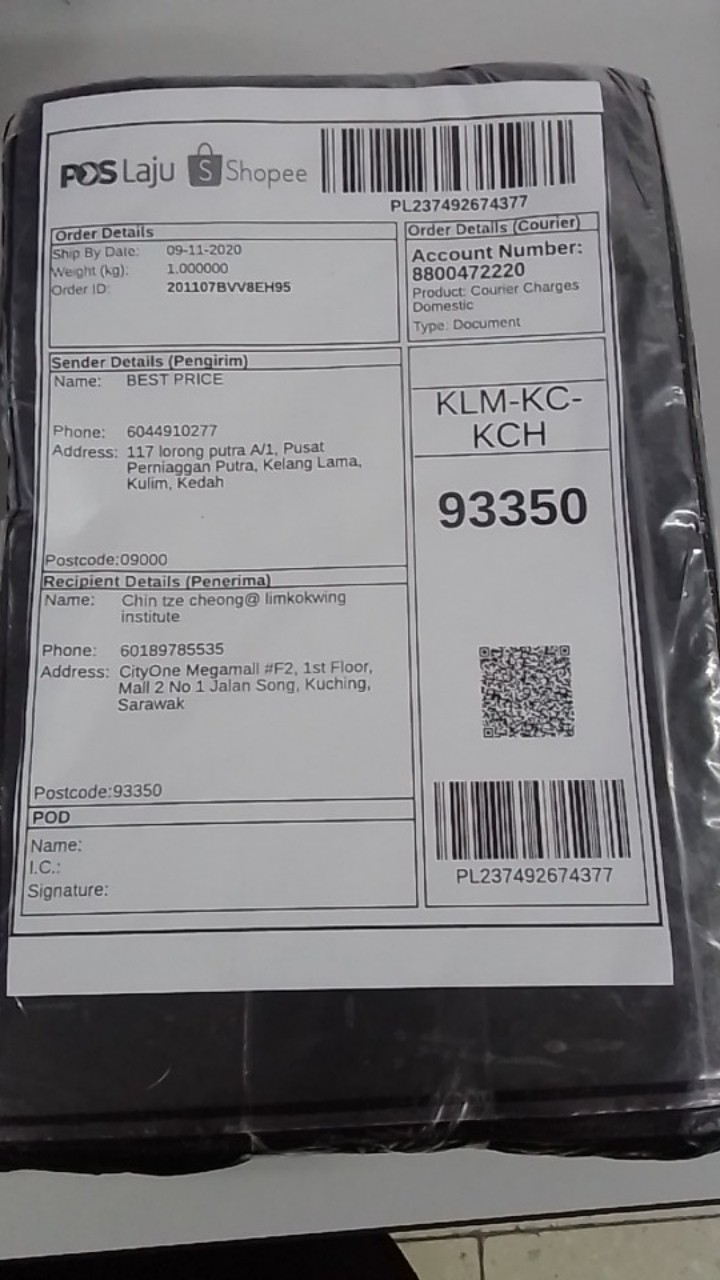 POS Laju S Shopee
PL237492674377
Order Details
Ship By Date: 09-11-2020
Weight (kg): 1.000000
Order ID: 201107BVV8EH95
Order Details (Courier)
Account Number:
8800472220
Product: Courier Charges
Domestic
Type: Document
Sender Details (Pengirim)
Name: BEST PRICE
Phone: 6044910277
Address: 117 lorong putra A/1, Pusat
Perniaggan Putra, Kelang Lama,
Kulim, Kedah
Postcode:09000
KLM-KC-
KCH
93350
Recipient Details (Penerima)
Name: Chin tze cheong@ limkokwing
institute
Phone: 60189785535
Address: CityOne Megamall #F2, 1st Floor,
Mall 2 No 1 Jalan Song, Kuching,
Sarawak
Postcode:93350
POD
Name:
I.C.:
Signature:
PL237492674377